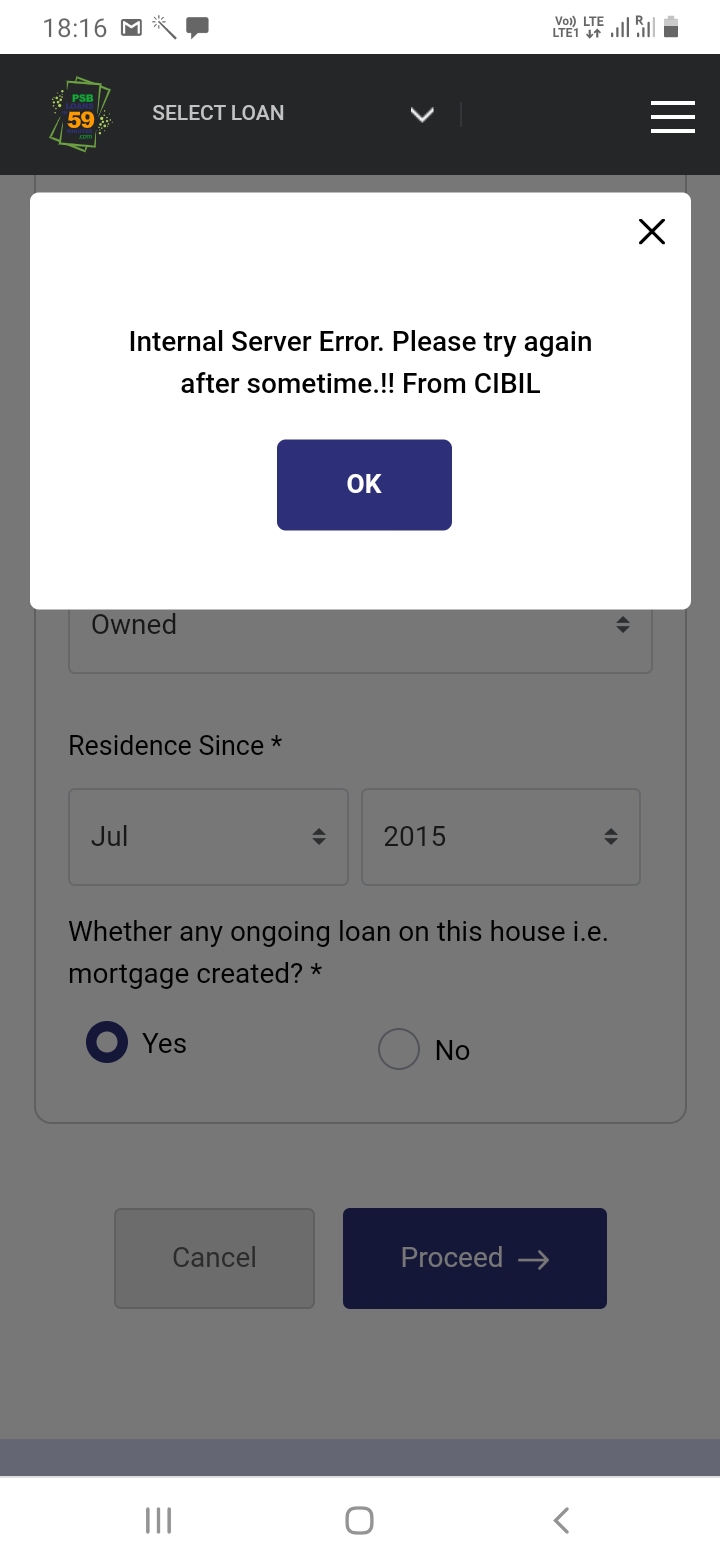 18:16
Vo)) LTE
LTE1
R
PSB
59
.com
SELECT LOAN
Internal Server Error. Please try again
after sometime.!! From CIBIL
OK
Owned
Residence Since *
Jul
2015
Whether any ongoing loan on this house i.e.
mortgage created? *
Yes
No
Cancel
Proceed